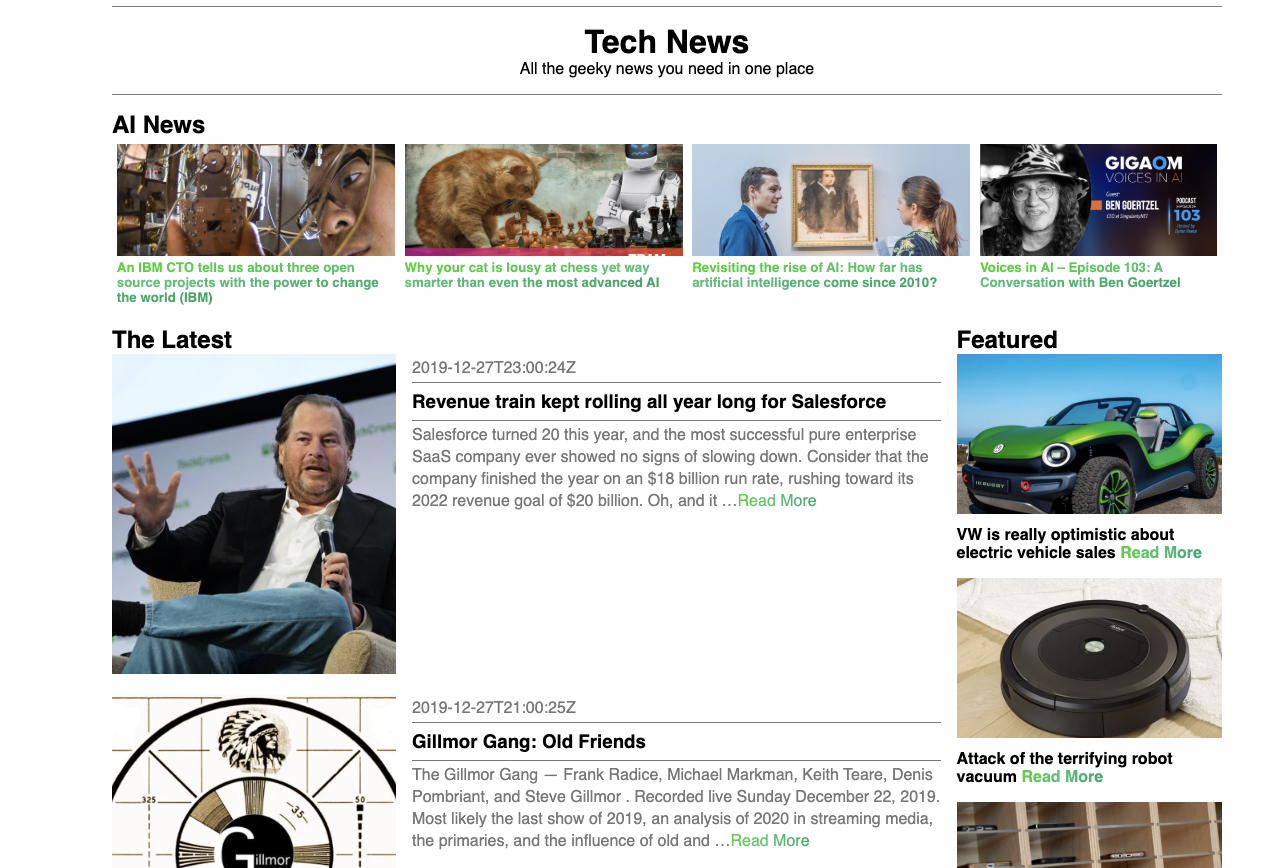 Tech News
All the geeky news you need in one place
AI News
GIGAOM
VOICES IN AI
Guest:
BEN GOERTZEL
CTO at SingularityNET
PODCAST
EPISODE
103
An IBM CTO tells us about three open
source projects with the power to change
the world (IBM)
Why your cat is lousy at chess yet way
smarter than even the most advanced AI
Revisiting the rise of AI: How far has
artificial intelligence come since 2010?
Voices in AI – Episode 103: A
Conversation with Ben Goertzel
The Latest
TechCrunch
2019-12-27T23:00:24Z
Revenue train kept rolling all year long for Salesforce
Salesforce turned 20 this year, and the most successful pure enterprise
SaaS company ever showed no signs of slowing down. Consider that the
company finished the year on an $18 billion run rate, rushing toward its
2022 revenue goal of $20 billion. Oh, and it …Read More
325
35
50
Gillmor
2019-12-27T21:00:25Z
Gillmor Gang: Old Friends
The Gillmor Gang — Frank Radice, Michael Markman, Keith Teare, Denis
Pombriant, and Steve Gillmor . Recorded live Sunday December 22, 2019.
Most likely the last show of 2019, an analysis of 2020 in streaming media,
the primaries, and the influence of old and …Read More
Featured
ID. BUGGY
VW is really optimistic about
electric vehicle sales Read More
Attack of the terrifying robot
vacuum Read More